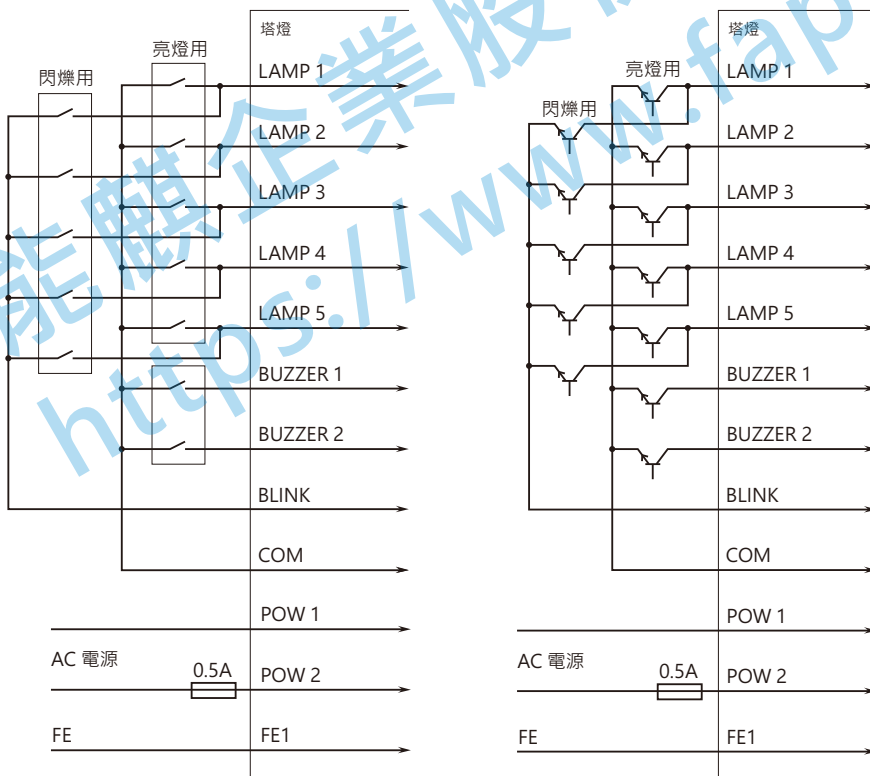 塔燈
亮燈用
閃爍用
LAMP 1
LAMP 2
LAMP 3
LAMP 4
LAMP 5
BUZZER 1
BUZZER 2
BLINK
COM
POW 1
AC 電源
0.5A
POW 2
FE
FE1
塔燈
亮燈用
閃爍用
LAMP 1
LAMP 2
LAMP 3
LAMP 4
LAMP 5
BUZZER 1
BUZZER 2
BLINK
COM
POW 1
AC 電源
0.5A
POW 2
FE
FE1
能麒企業股
https://www.fap